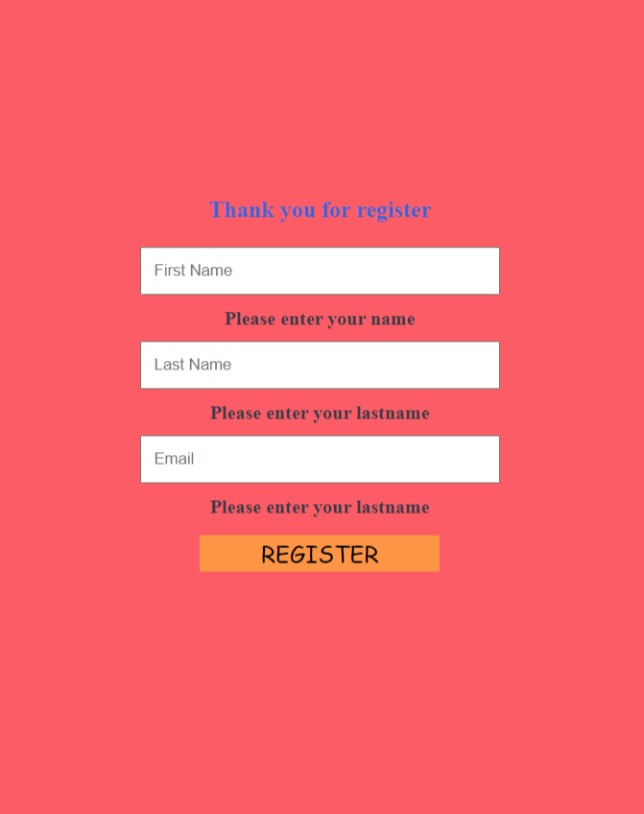 Thank you for register
First Name
Please enter your name
Last Name
Please enter your lastname
Email
Please enter your lastname
REGISTER